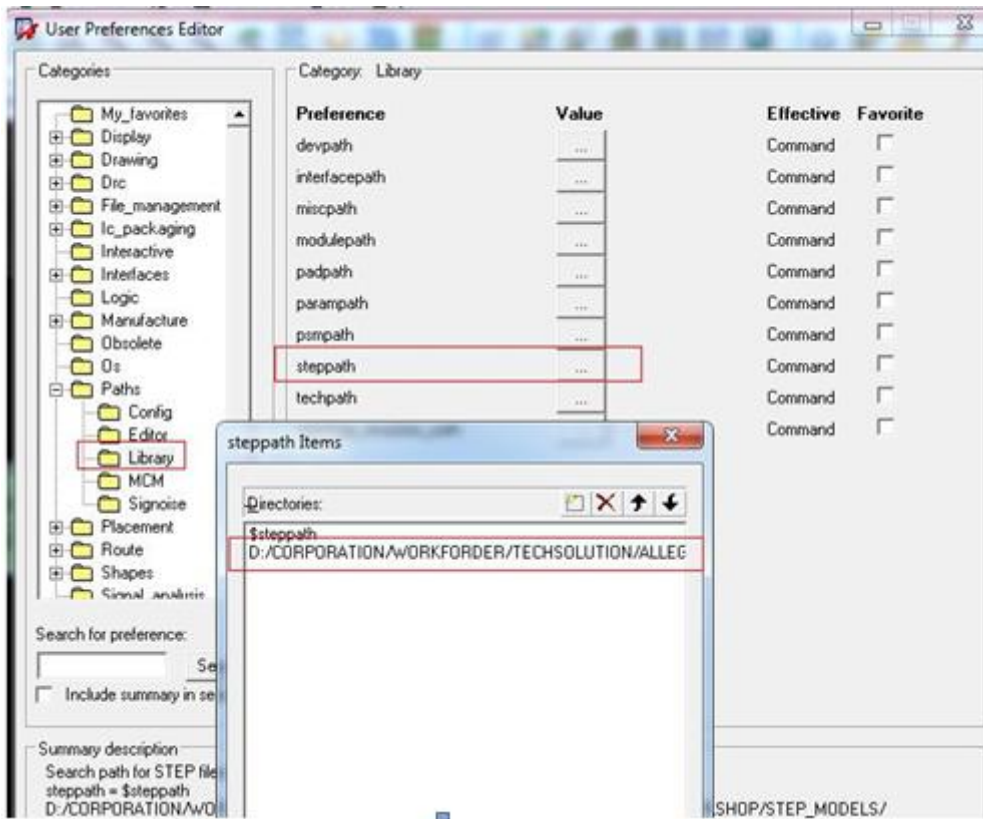 User Preferences Editor
Categories
My_favorites
Display
Drawing
Drc
File_management
Ic_packaging
Interactive
Interfaces
Logic
Manufacture
Obsolete
Os
Paths
Config
Editor
Library
MCM
Signoise
Placement
Route
Shapes
Signal_analysis
Search for preference:
Include summary in se
Category: Library
Preference Value Effective Favorite
devpath ... Command
interfacepath ... Command
miscpath ... Command
modulepath ... Command
padpath ... Command
parampath ... Command
psmpath ... Command
steppath ... Command
techpath ... Command
Command
steppath Items
Directories:
$steppath
D:/CORPORATION/WORKFORDER/TECHSOLUTION/ALLEG
Summary description
Search path for STEP file
steppath = $steppath
D:/CORPORATION/WO SHOP/STEP_MODELS/